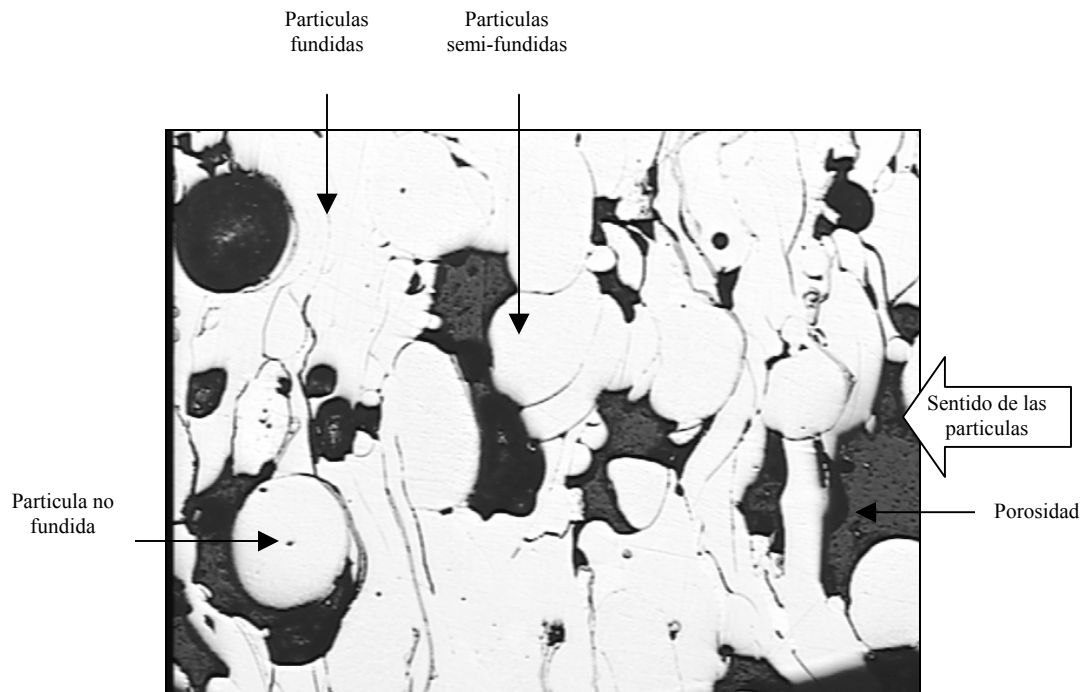 Particulas
fundidas
Particulas
semi-fundidas
Sentido de las
particulas
Particula no
fundida
Porosidad